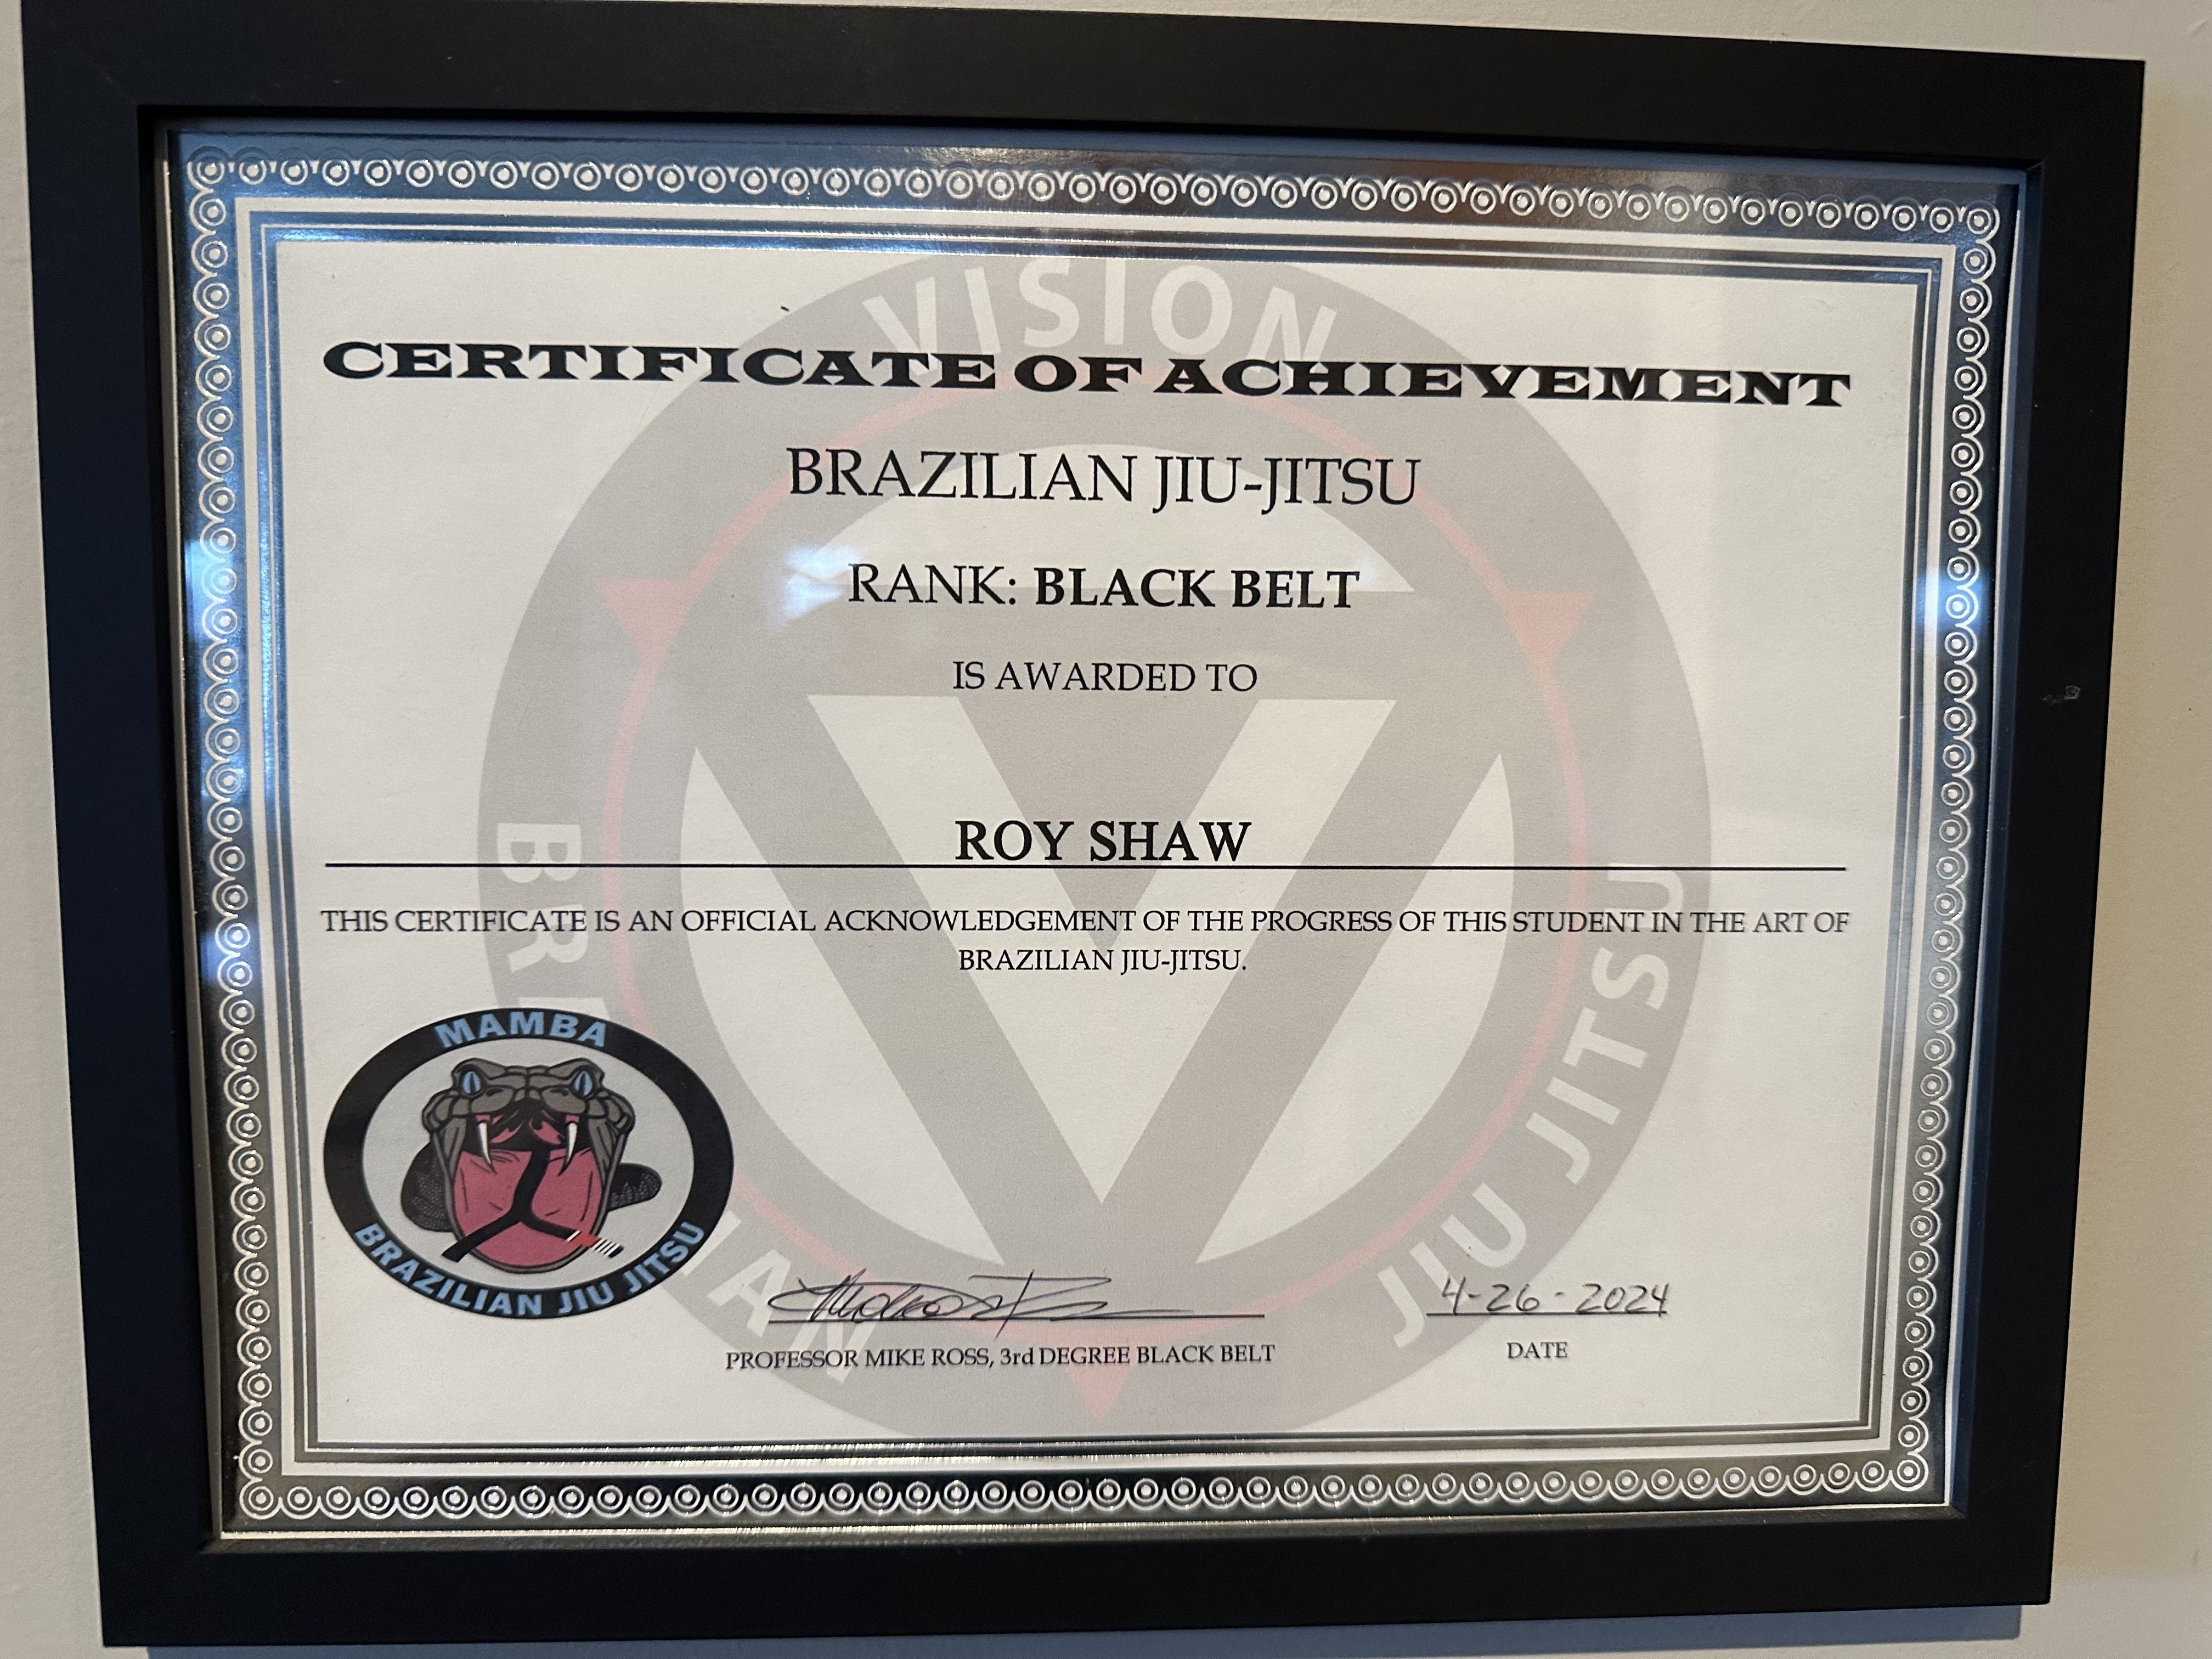 VISION
CERTIFICATE OF ACHIEVEMENT
BRAZILIAN JIU-JITSU
RANK: BLACK BELT
IS AWARDED TO
ROY SHAW
THIS CERTIFICATE IS AN OFFICIAL ACKNOWLEDGEMENT OF THE PROGRESS OF THIS STUDENT IN THE ART OF
BRAZILIAN JIU-JITSU.
JIU JITSU
MAMBA
BRAZILIAN JIU JITSU
4-26-2024
PROFESSOR MIKE ROSS, 3rd DEGREE BLACK BELT
DATE